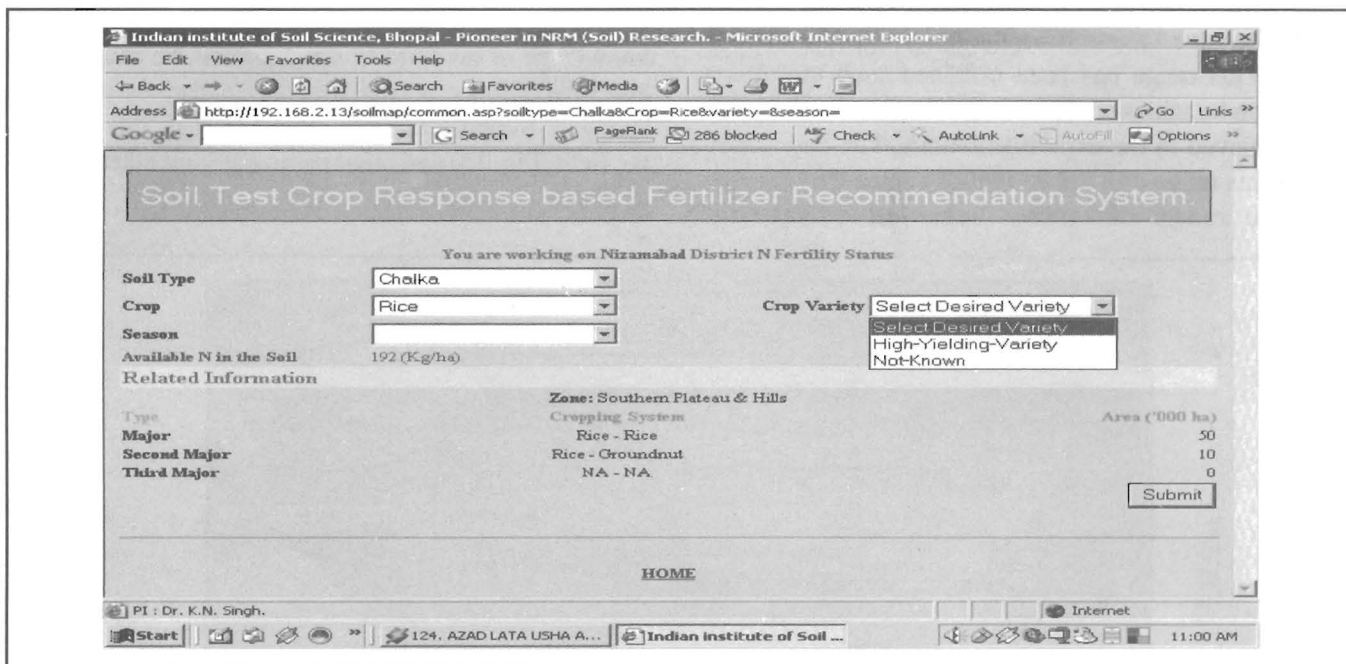 Indian institute of Soil Science, Bhopal - Pioneer in NRM (Soil) Research. - Microsoft Internet Explorer
File Edit View Favorites Tools Help
Back Search Favorites Media
Address http://192.168.2.13/soilmap/common.asp?soiltype=Chalka&Crop=Rice&variety=&season= Go Links »
Google - G Search PageRank 286 blocked ABC Check AutoLink AutoFill Options »
Soil Test Crop Response based Fertilizer Recommendation System.
You are working on Nizamabad District N Fertility Status
Soil Type Chalka
Crop Rice Crop Variety Select Desired Variety
Select Desired Variety
Season
High-Yielding-Variety
Available N in the Soil 192 (Kg/ha) Not-Known
Related Information
Zone: Southern Plateau & Hills
Type Cropping System Area ('000 ha)
Major Rice - Rice 50
Second Major Rice - Groundnut 10
Third Major NA - NA 0
Submit
HOME
PI : Dr. K.N. Singh. Internet
Start » 124. AZAD LATA USHA A... Indian institute of Soil ... 11:00 AM